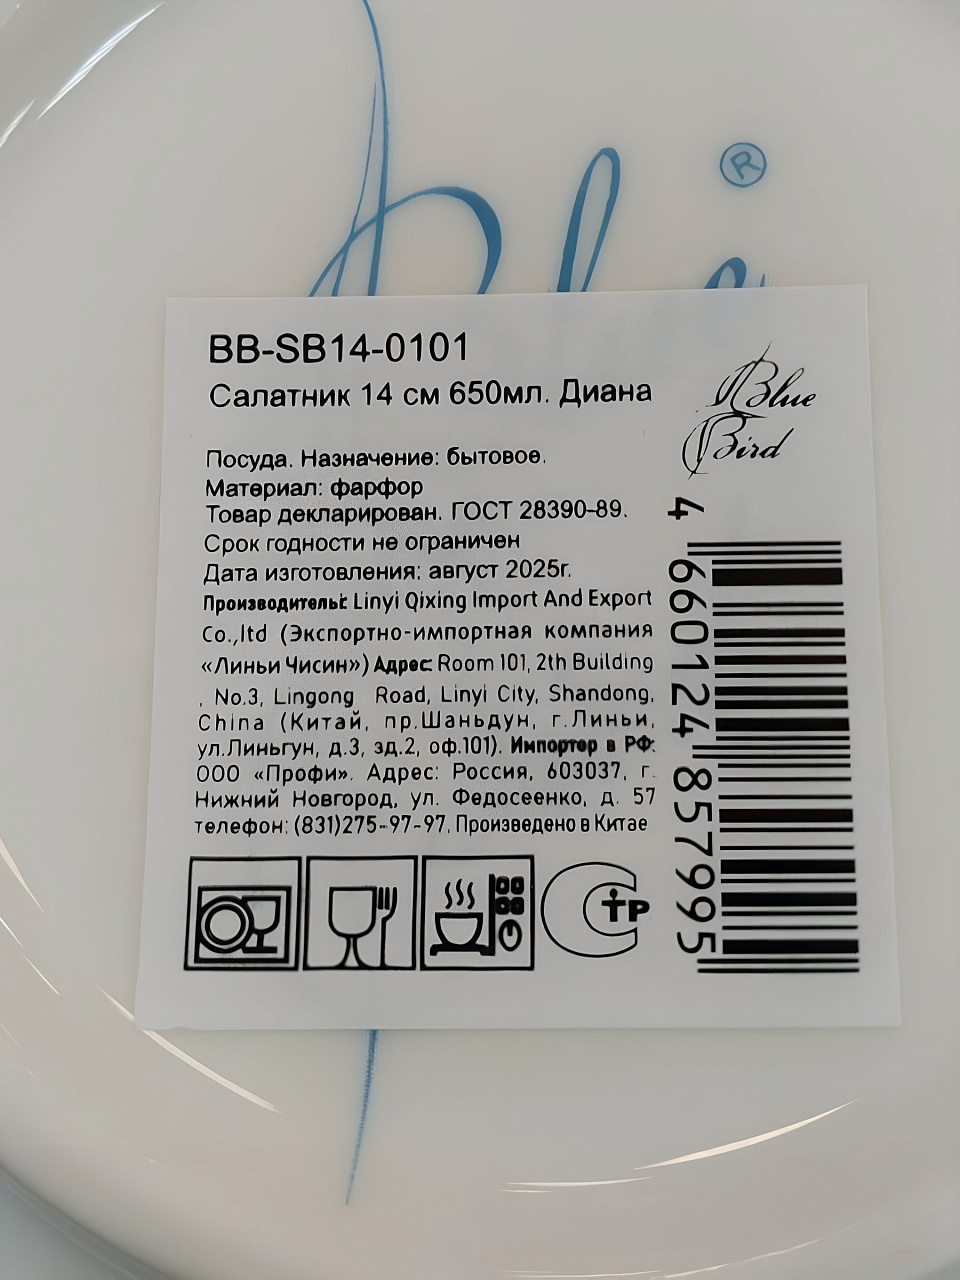 ®
BB-SB14-0101
Салатник 14 см 650мл. Диана
Blue
Bird
Посуда. Назначение: бытовое.
Материал: фарфор
Товар декларирован. ГОСТ 28390-89.
Срок годности не ограничен
Дата изготовления: август 2025г.
Производитель: Linyi Qixing Import And Export
Co.,ltd (Экспортно-импортная компания
«Линьи Чисин») Адрес: Room 101, 2th Building
, No.3, Lingong Road, Linyi City, Shandong,
China (Китай, пр.Шаньдун, г.Линьи,
ул.Линьгун, д.3, зд.2, оф.101). Импортер в РФ:
ООО «Профи». Адрес: Россия, 603037, г.
Нижний Новгород, ул. Федосеенко, д. 57
телефон: (831)275-97-97. Произведено в Китае
4 660124 857995